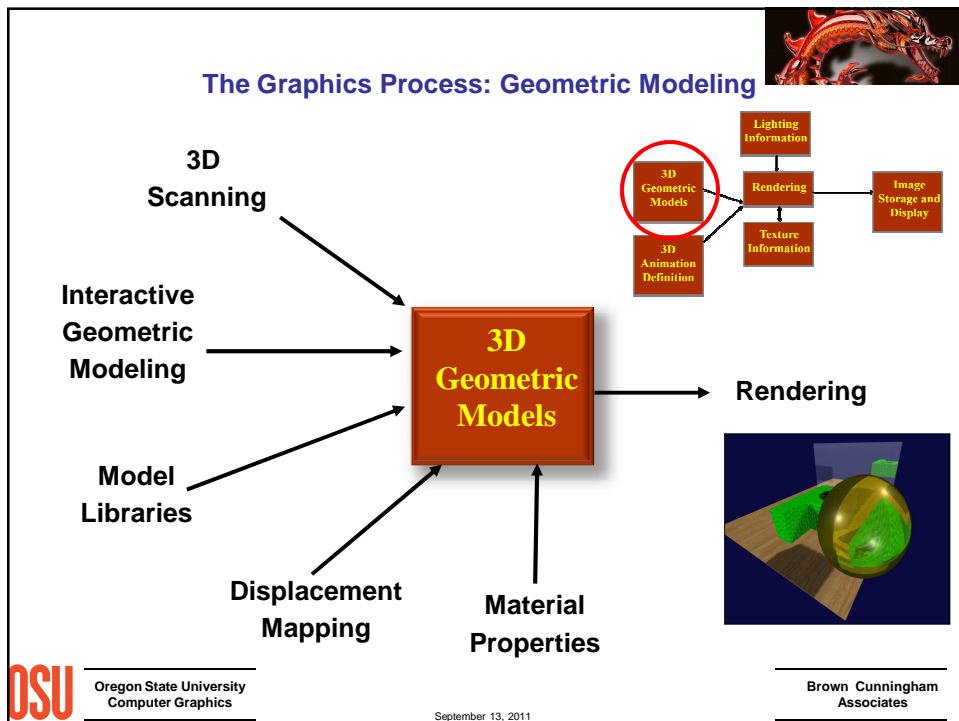 The Graphics Process: Geometric Modeling
3D
Scanning
Interactive
Geometric
Modeling
Model
Libraries
Displacement
Mapping
Material
Properties
3D
Geometric
Models
Rendering
Lighting
Information
3D
Geometric
Models
Rendering
Image
Storage and
Display
3D
Animation
Definition
Texture
Information
OSU
Oregon State University
Computer Graphics
September 13, 2011
Brown Cunningham
Associates